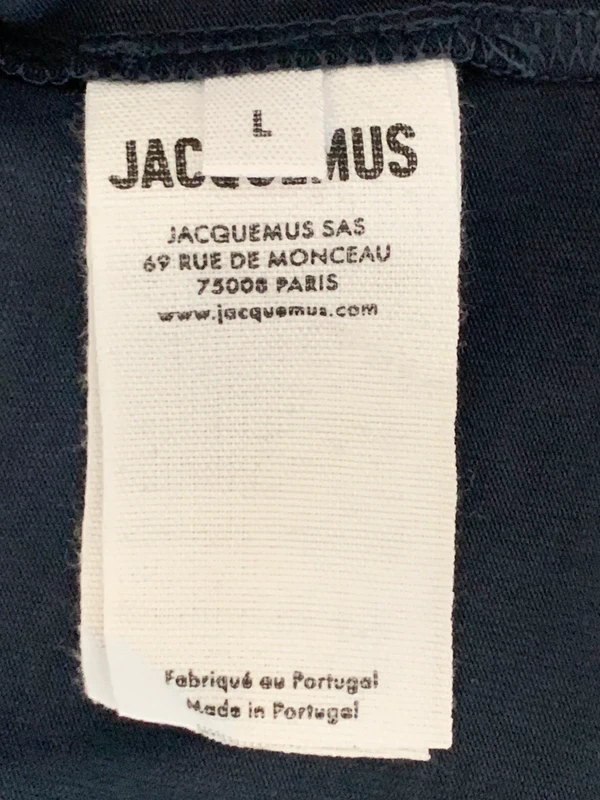 L
JACQUEMUS
JACQUEMUS SAS
69 RUE DE MONCEAU
75008 PARIS
www.jacquemus.com
Fabriqué au Portugal
Made in Portugal